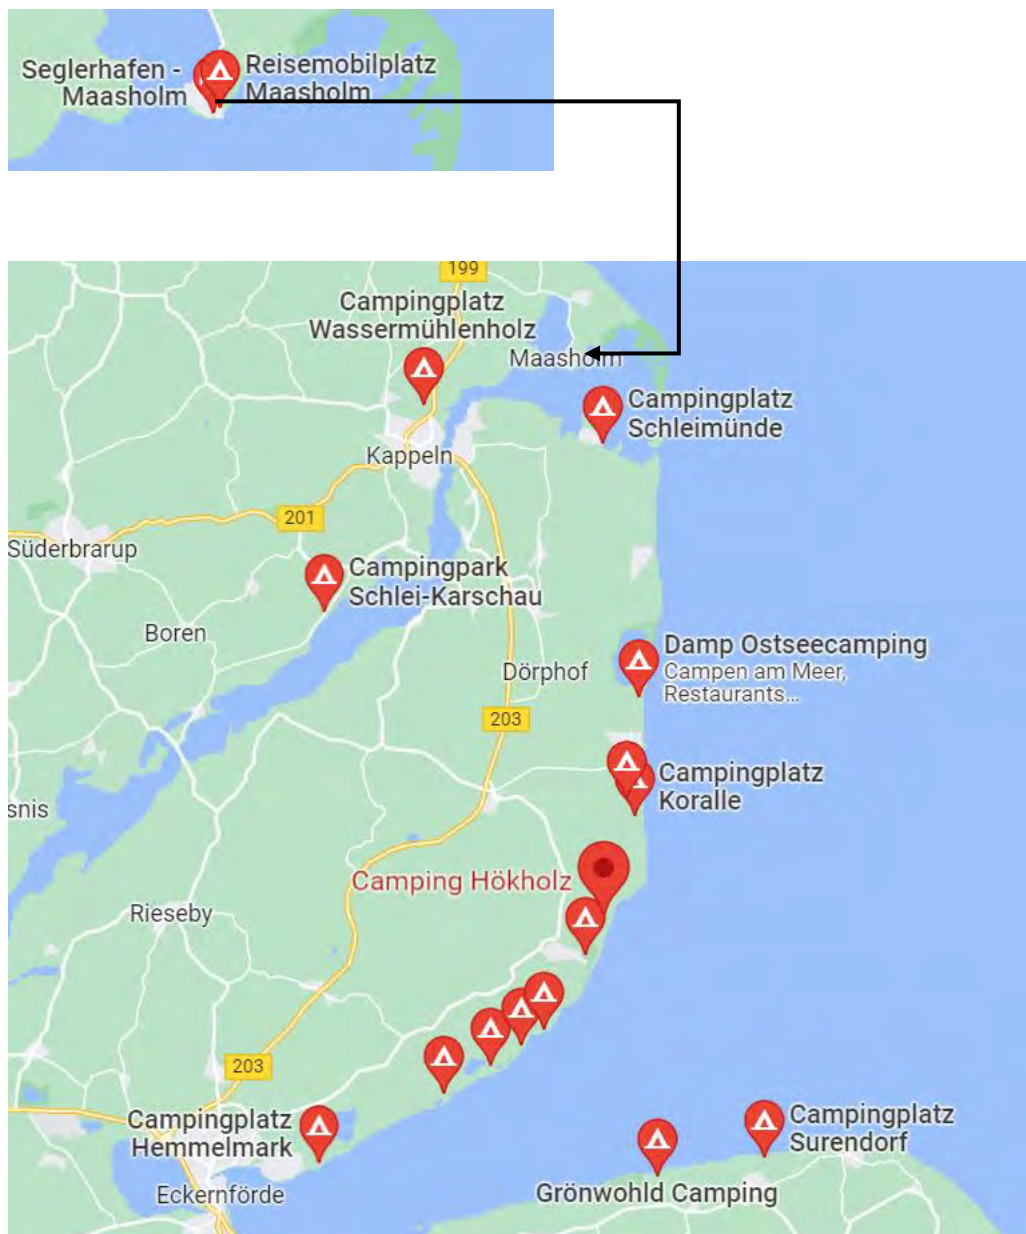 Seglerhafen -
Maasholm
Reisemobilplatz
Maasholm
199
Campingplatz
Wassermühlenholz
Maasholm
Campingplatz
Schleimünde
Kappeln
201
Süderbrarup
Campingpark
Schlei-Karschau
Boren
Damp Ostseecamping
Campen am Meer,
Restaurants...
Dörphof
203
Campingplatz
Koralle
snis
Camping Hökholz
Rieseby
203
Campingplatz
Hemmelmark
Campingplatz
Surendorf
Eckernförde
Grönwohld Camping